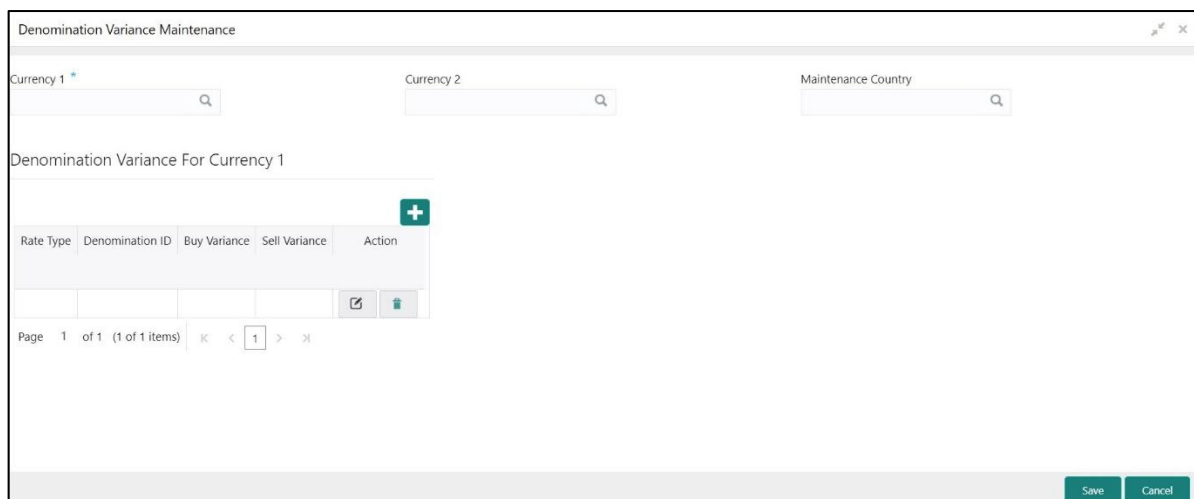 Denomination Variance Maintenance
Currency 1 *
Currency 2
Maintenance Country
Denomination Variance For Currency 1
Rate Type Denomination ID Buy Variance Sell Variance Action
Page 1 of 1 (1 of 1 items) 1
Save Cancel